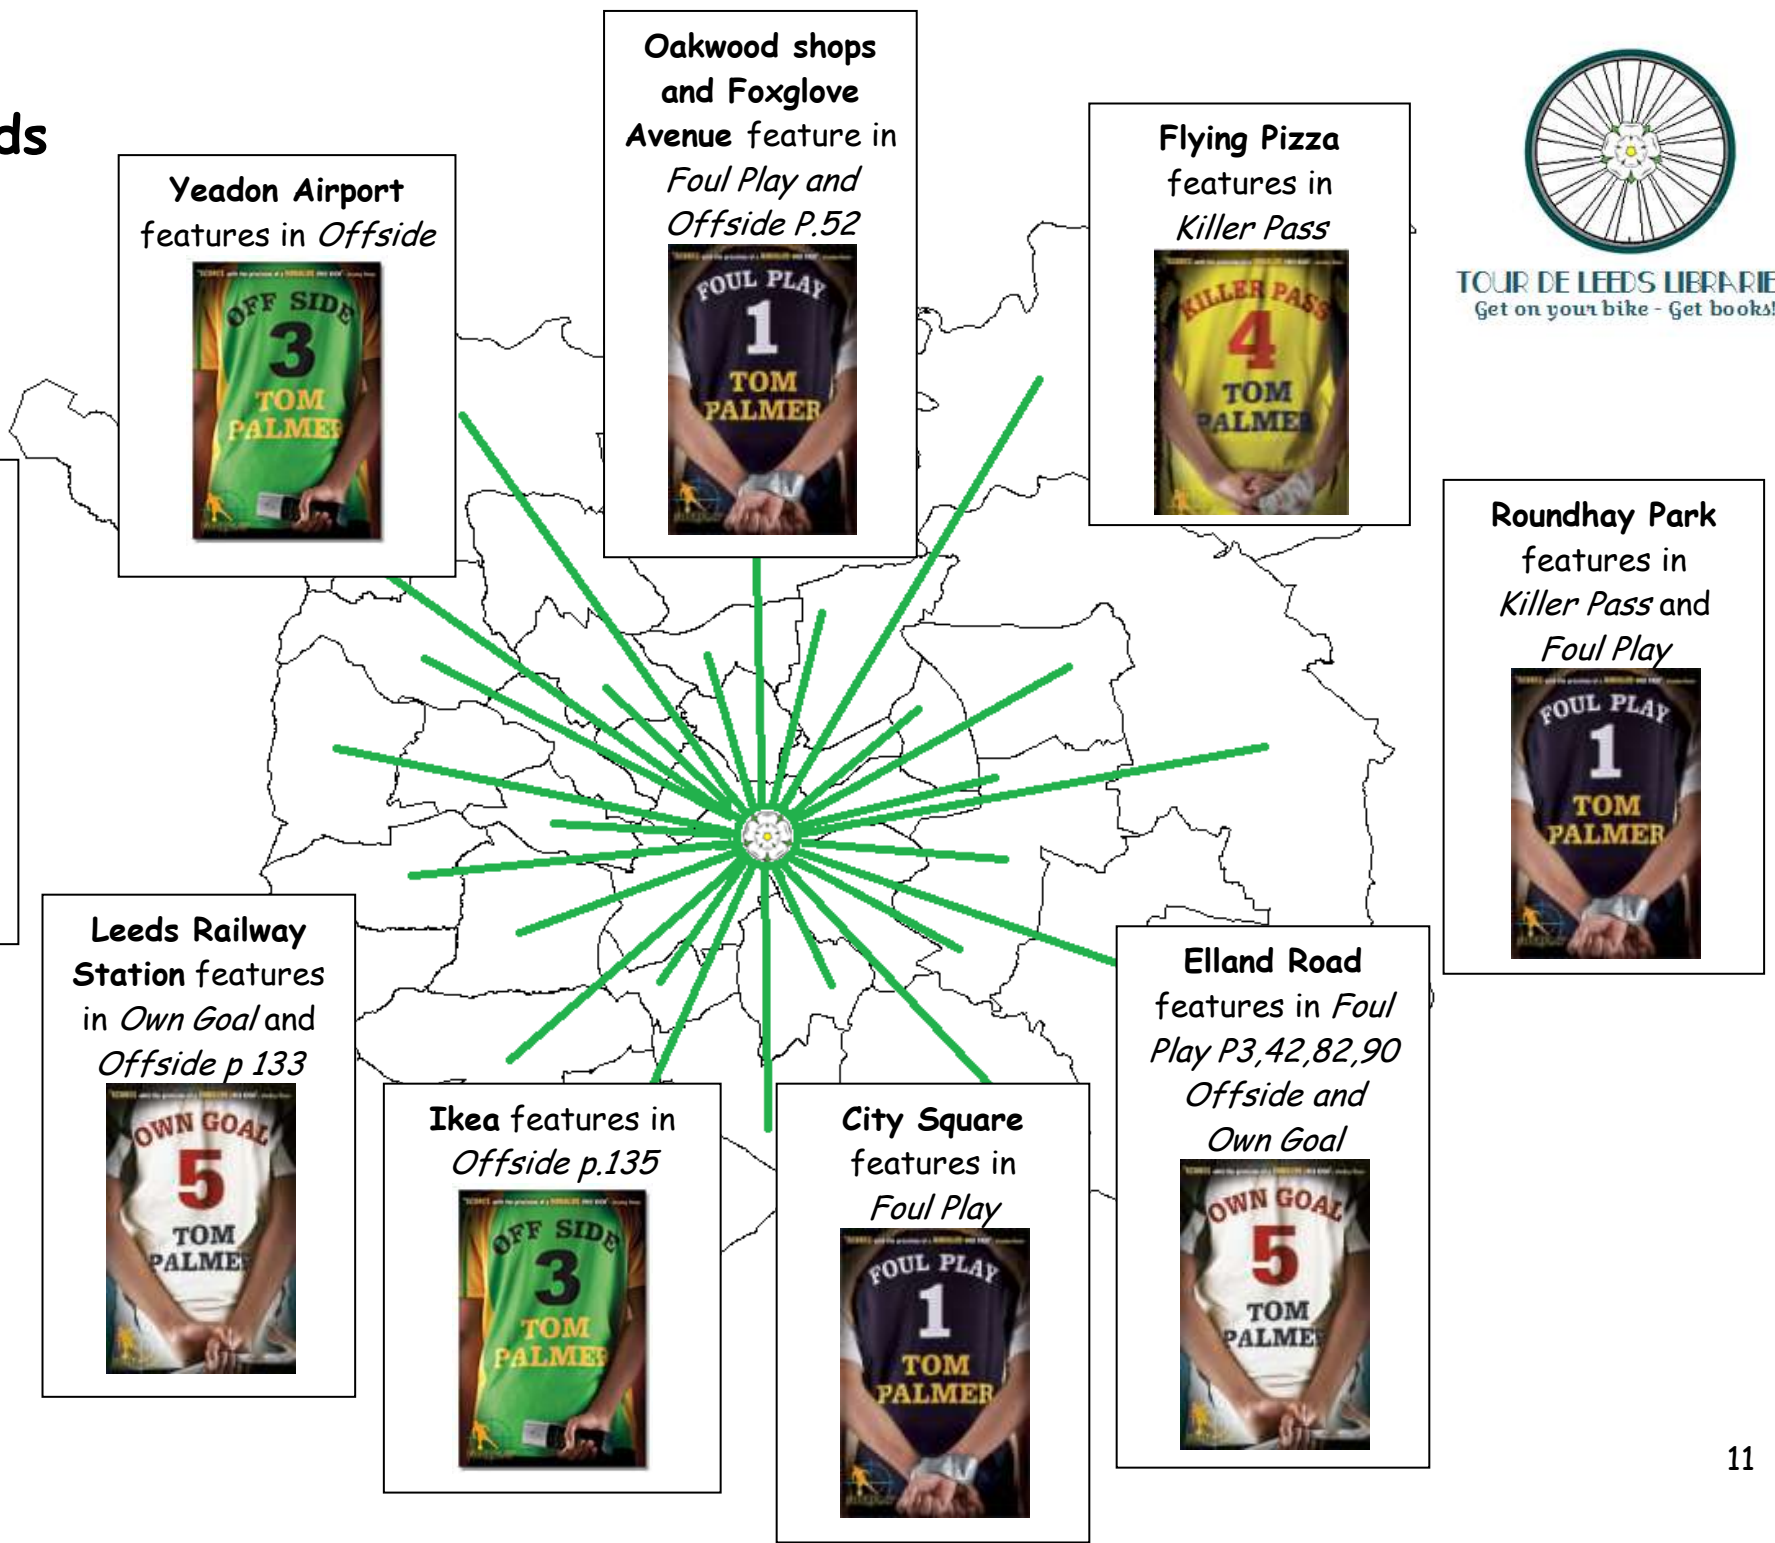 ds
Yeadon Airport
features in Offside
OFF SIDE
3
TOM
PALMER
Oakwood shops
and Foxglove
Avenue feature in
Foul Play and
Offside P.52
FOUL PLAY
1
TOM
PALMER
Flying Pizza
features in
Killer Pass
KILLER PASS
4
TOM
PALMER
TOUR DE LEEDS LIBRARIE
Get on your bike - Get books!
Roundhay Park
features in
Killer Pass and
Foul Play
FOUL PLAY
1
TOM
PALMER
Leeds Railway
Station features
in Own Goal and
Offside p 133
OWN GOAL
5
TOM
PALMER
Ikea features in
Offside p.135
OFF SIDE
3
TOM
PALMER
City Square
features in
Foul Play
FOUL PLAY
1
TOM
PALMER
Elland Road
features in Foul
Play P3,42,82,90
Offside and
Own Goal
OWN GOAL
5
TOM
PALMER
11